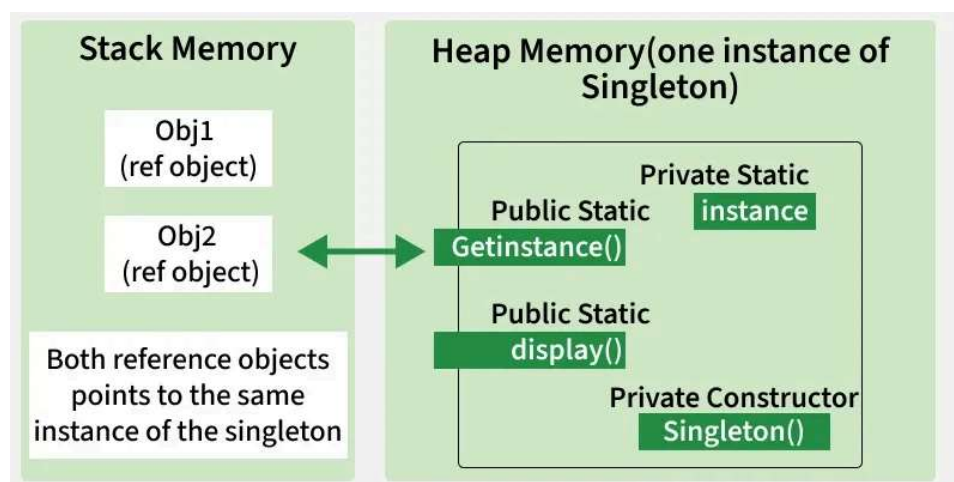 Stack Memory
Obj1
(ref object)
Obj2
(ref object)
Both reference objects
points to the same
instance of the singleton
Heap Memory(one instance of
Singleton)
Private Static
instance
Public Static
Getinstance()
Public Static
display()
Private Constructor
Singleton()